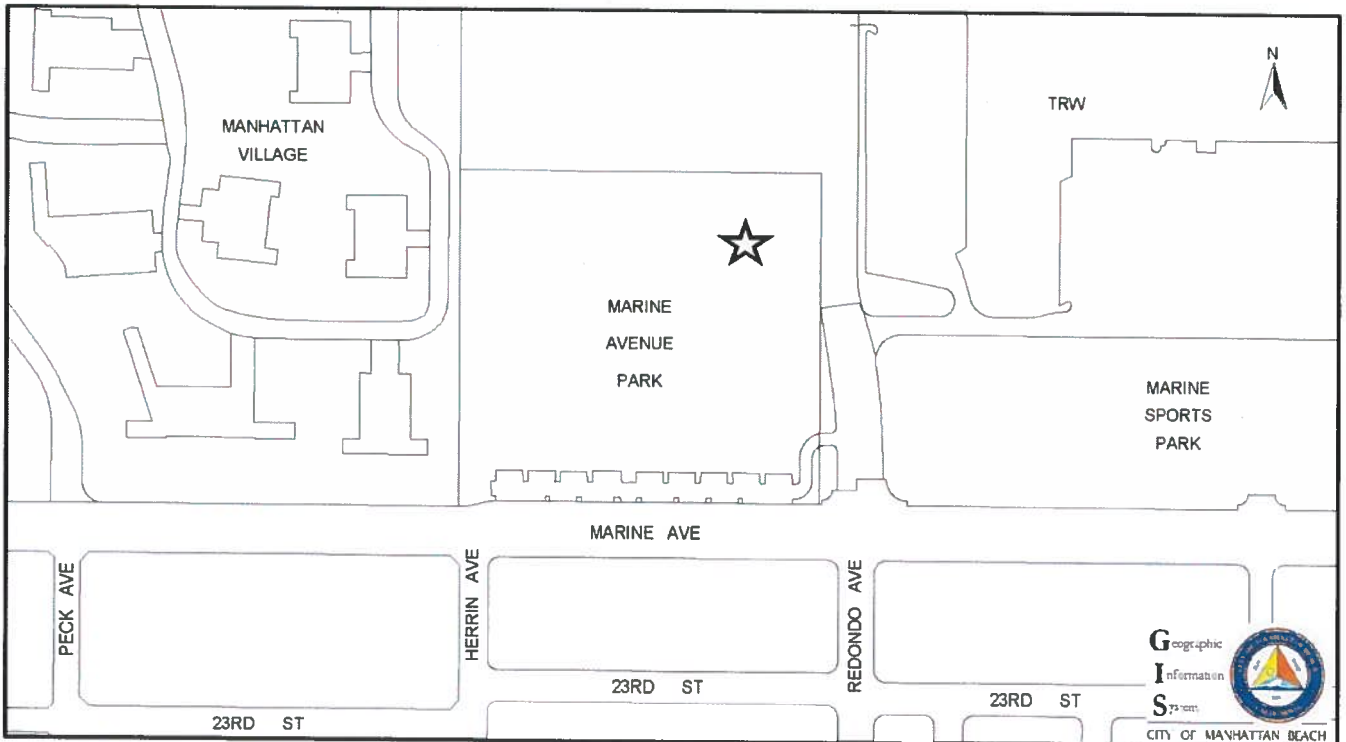 N
TRW
MANHATTAN
VILLAGE
MARINE
AVENUE
PARK
MARINE
SPORTS
PARK
MARINE AVE
PECK AVE
HERRIN AVE
REDONDO AVE
23RD ST
23RD ST
23RD ST
Geographic
Information
System
CITY OF MANHATTAN BEACH